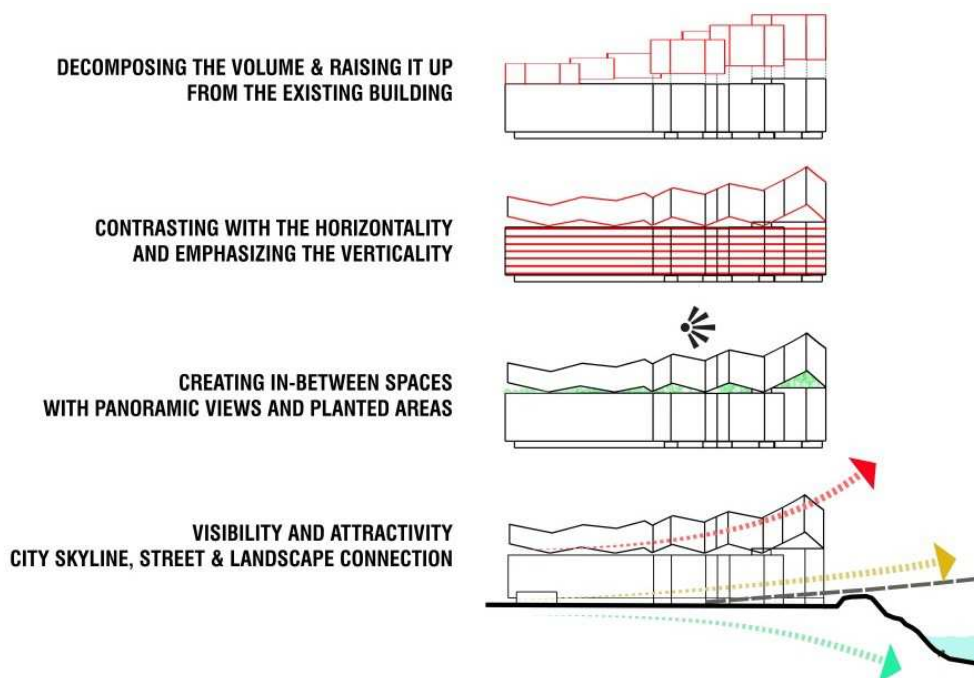 DECOMPOSING THE VOLUME & RAISING IT UP
FROM THE EXISTING BUILDING
CONTRASTING WITH THE HORIZONTALITY
AND EMPHASIZING THE VERTICALITY
CREATING IN-BETWEEN SPACES
WITH PANORAMIC VIEWS AND PLANTED AREAS
VISIBILITY AND ATTRACTIVITY
CITY SKYLINE, STREET & LANDSCAPE CONNECTION